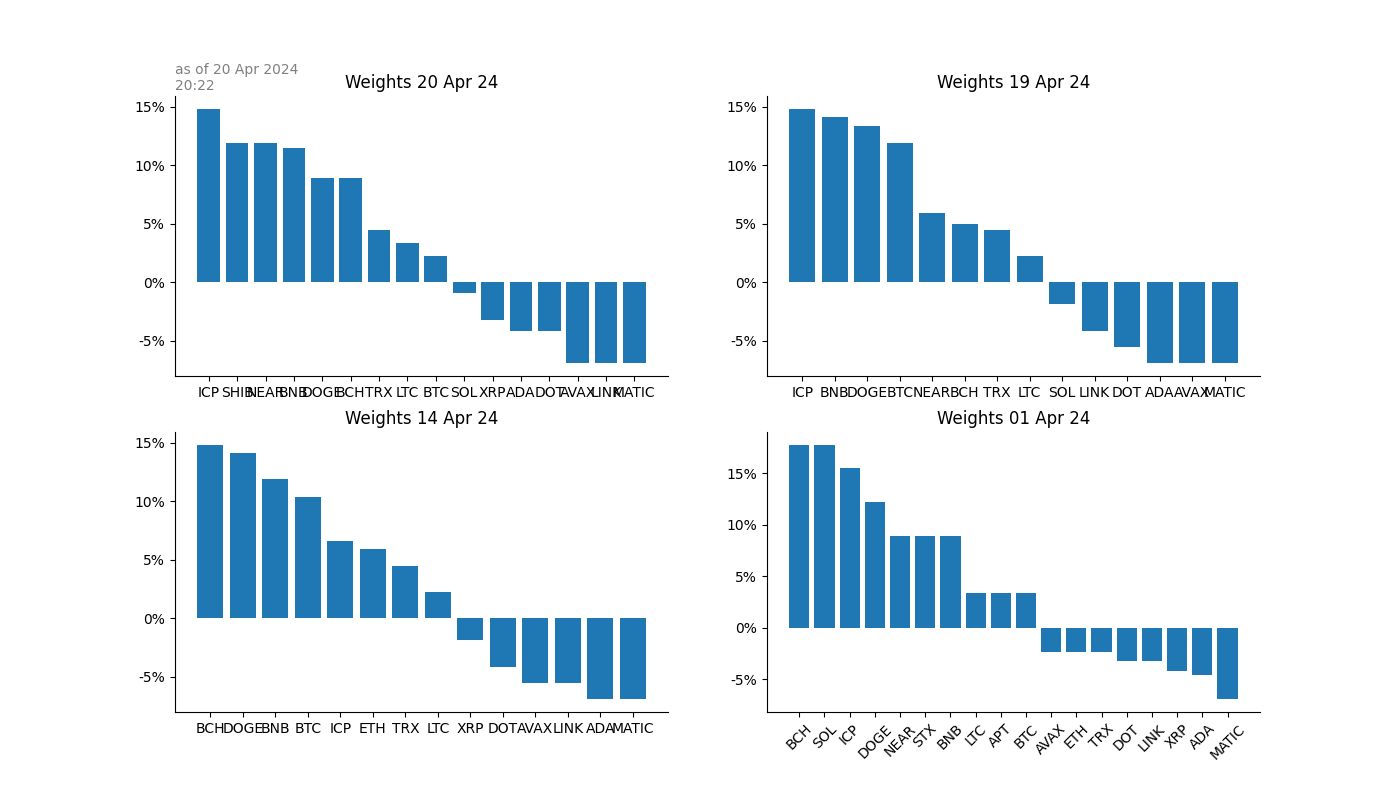 as of 20 Apr 2024
20:22
Weights 20 Apr 24
15%
10%
5%
0%
-5%
ICP SHIB NEAR BNB DOGE BCH TRX LTC BTC SOL XRP ADA DOT AVAX LINK MATIC
Weights 19 Apr 24
15%
10%
5%
0%
-5%
ICP BNB DOGE BTC NEAR BCH TRX LTC SOL LINK DOT ADA AVAX MATIC
Weights 14 Apr 24
15%
10%
5%
0%
-5%
BCH DOGE BNB BTC ICP ETH TRX LTC XRP DOT AVAX LINK ADA MATIC
Weights 01 Apr 24
15%
10%
5%
0%
-5%
BCH SOL ICP DOGE NEAR STX BNB LTC APT BTC AVAX ETH TRX DOT LINK XRP ADA MATIC